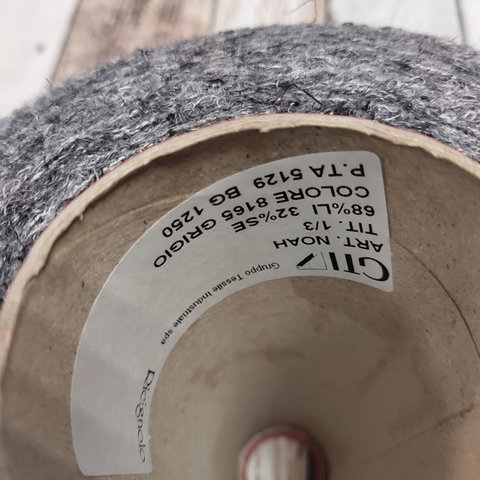 GTI
Gruppo Tessile Industriale spa
ART. NOAH
TIT. 1/3
68%LI 32%SE
COLORE 8165 GRIGIO
P.TA 5129 BG 1250